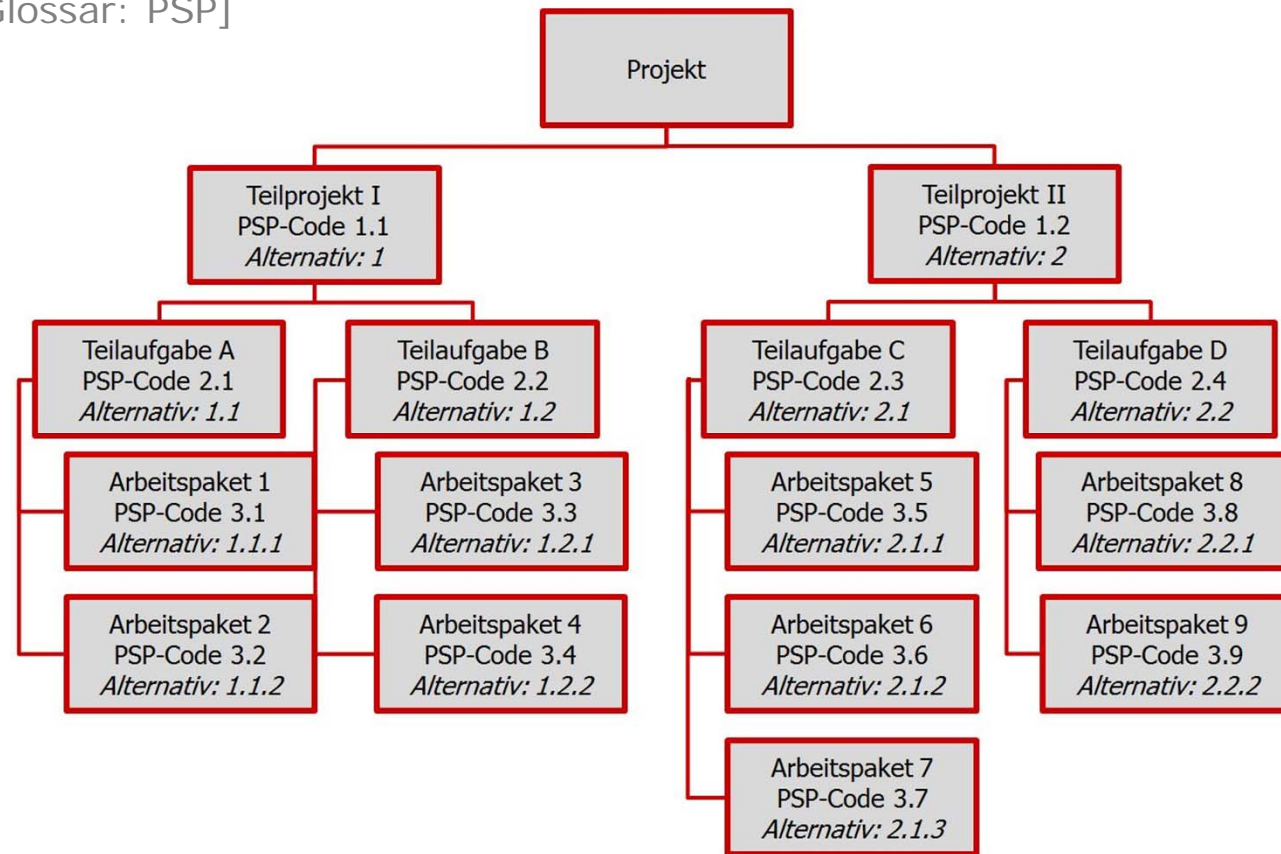 Glossar: PSP]
Projekt
Teilprojekt I
PSP-Code 1.1
Alternativ: 1
Teilprojekt II
PSP-Code 1.2
Alternativ: 2
Teilaufgabe A
PSP-Code 2.1
Alternativ: 1.1
Teilaufgabe B
PSP-Code 2.2
Alternativ: 1.2
Teilaufgabe C
PSP-Code 2.3
Alternativ: 2.1
Teilaufgabe D
PSP-Code 2.4
Alternativ: 2.2
Arbeitspaket 1
PSP-Code 3.1
Alternativ: 1.1.1
Arbeitspaket 3
PSP-Code 3.3
Alternativ: 1.2.1
Arbeitspaket 5
PSP-Code 3.5
Alternativ: 2.1.1
Arbeitspaket 8
PSP-Code 3.8
Alternativ: 2.2.1
Arbeitspaket 2
PSP-Code 3.2
Alternativ: 1.1.2
Arbeitspaket 4
PSP-Code 3.4
Alternativ: 1.2.2
Arbeitspaket 6
PSP-Code 3.6
Alternativ: 2.1.2
Arbeitspaket 9
PSP-Code 3.9
Alternativ: 2.2.2
Arbeitspaket 7
PSP-Code 3.7
Alternativ: 2.1.3